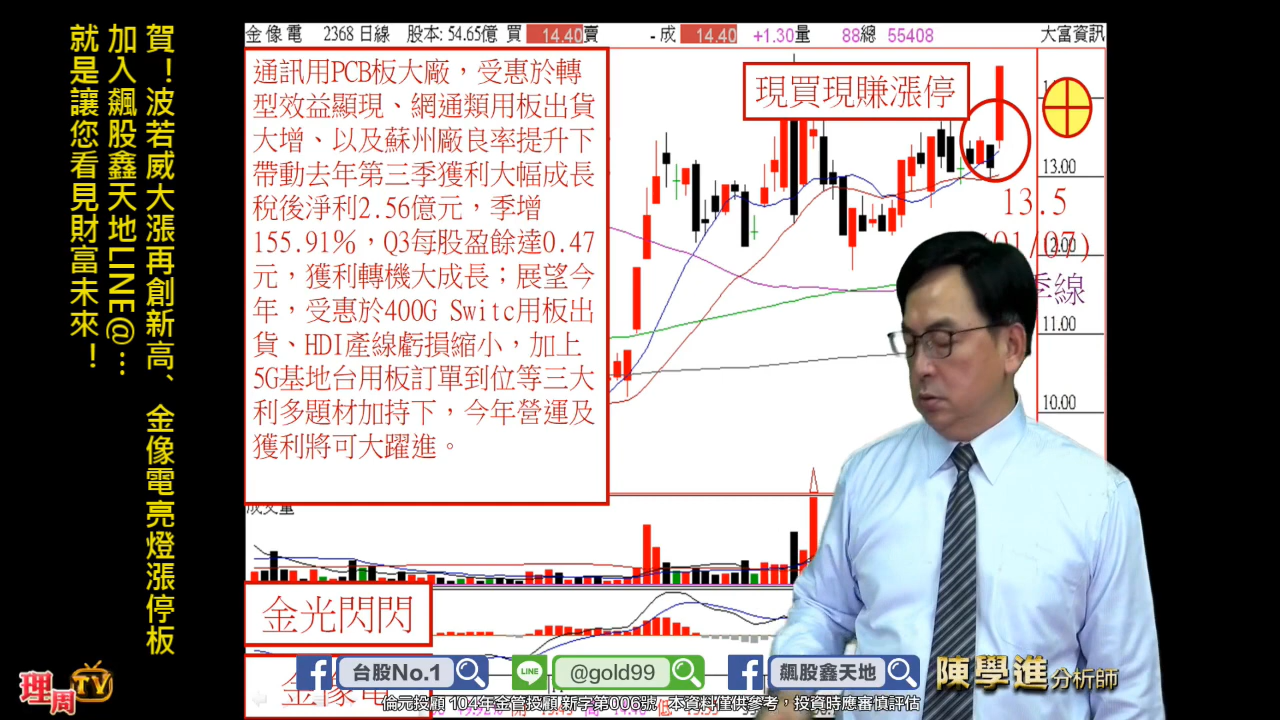 賀！波若威大漲再創新高、金像電亮燈漲停板
加入飆股鑫天地LINE@…
就是讓您看見財富未來！
金像電 2368 日線 股本: 54.65億 買 14.40 賣 - 成 14.40 +1.30 量 88 總 55408 大富資訊
通訊用PCB板大廠，受惠於轉
型效益顯現、網通類用板出貨
大增、以及蘇州廠良率提升下
帶動去年第三季獲利大幅成長
稅後淨利2.56億元，季增
155.91%，Q3每股盈餘達0.47
元，獲利轉機大成長；展望今
年，受惠於400G Switc用板出
貨、HDI產線虧損縮小，加上
5G基地台用板訂單到位等三大
利多題材加持下，今年營運及
獲利將可大躍進。
現買現賺漲停
13.00
13.5
(01/07)
12.00
季線
11.00
10.00
成交量
金光閃閃
金像電
理周TV
台股No.1
LINE
@gold99
飆股鑫天地
陳學進分析師
倫元投顧 104年金管投顧新字第006號 本資料僅供參考，投資時應審慎評估